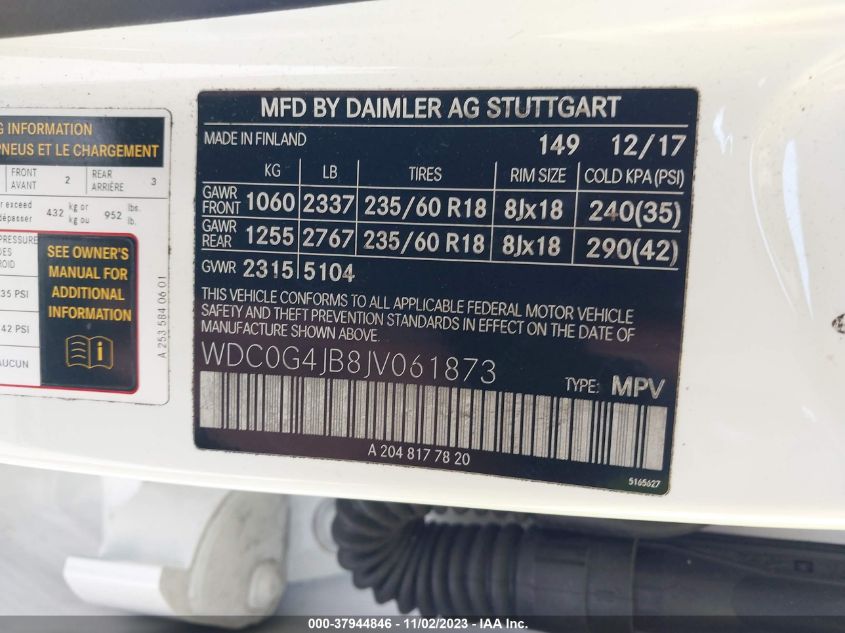 G INFORMATION
PNEUS ET LE CHARGEMENT
FRONT AVANT 2 REAR ARRIÈRE 3
er exceed
dépasser 432 kg or kg ou 952 lbs. lb.
PRESSURE
DES
ROID
35 PSI
42 PSI
AUCUN
SEE OWNER'S
MANUAL FOR
ADDITIONAL
INFORMATION
A 253 584 06 01
MFD BY DAIMLER AG STUTTGART
MADE IN FINLAND 149 12/17
KG LB TIRES RIM SIZE COLD KPA(PSI)
GAWR FRONT 1060 2337 235/60 R18 8Jx18 240(35)
GAWR REAR 1255 2767 235/60 R18 8Jx18 290(42)
GVWR 2315 5104
THIS VEHICLE CONFORMS TO ALL APPLICABLE FEDERAL MOTOR VEHICLE
SAFETY AND THEFT PREVENTION STANDARDS IN EFFECT ON THE DATE OF
MANUFACTURE SHOWN ABOVE.
WDC0G4JB8JV061873
TYPE: MPV
A 204 817 78 20
5165627
000-37944846 - 11/02/2023 - IAA Inc.